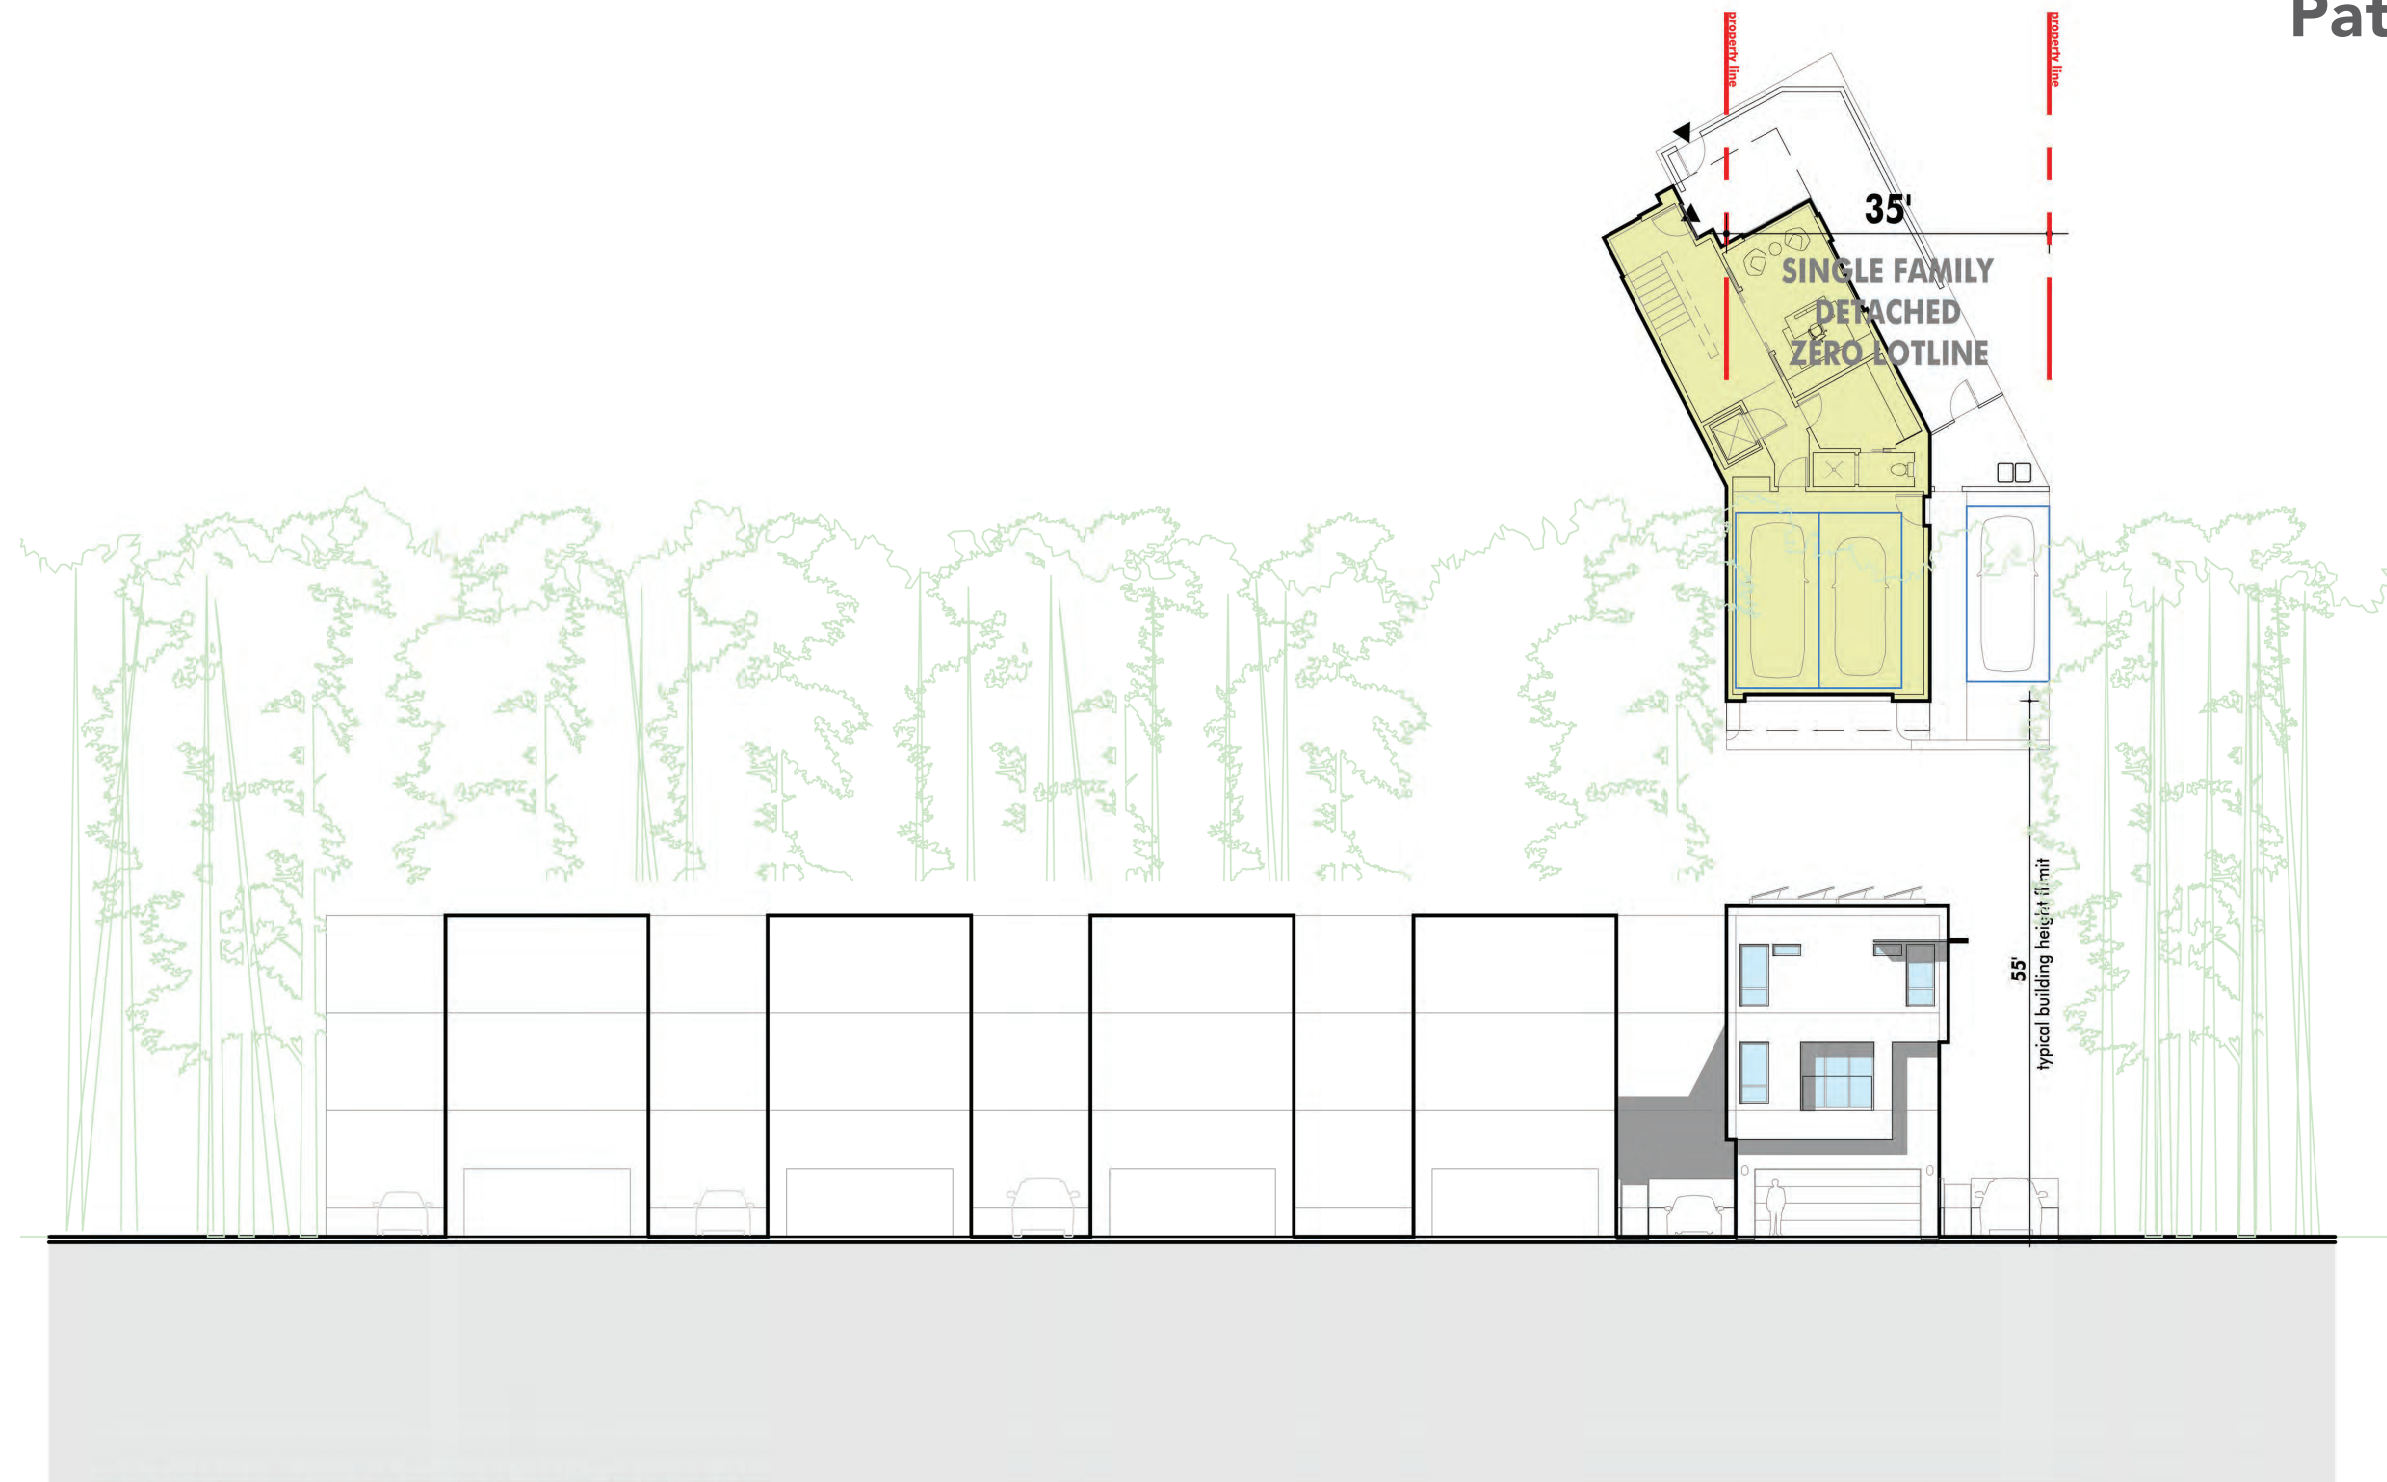 Pat
property line
property line
35'
SINGLE FAMILY
DETACHED
ZERO LOTLINE
55'
typical building height limit